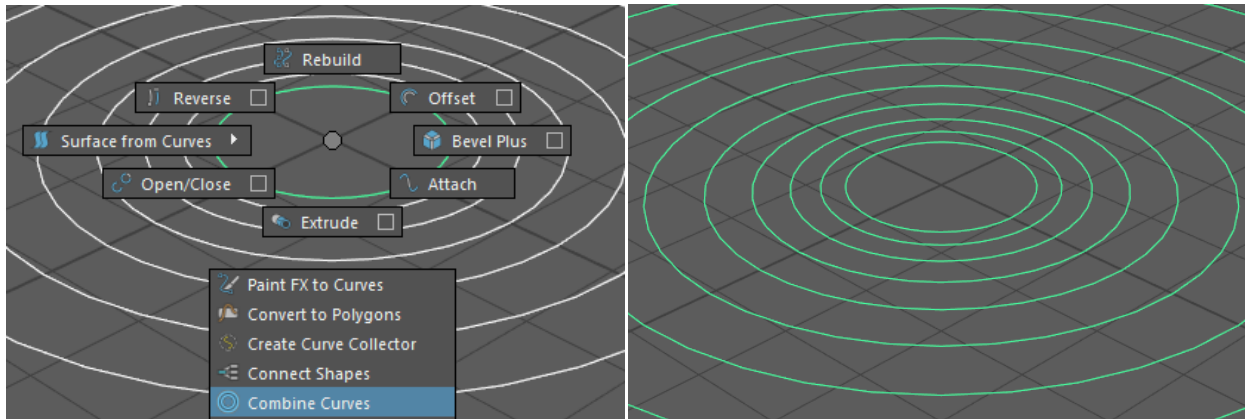 Rebuild
Reverse
Offset
Surface from Curves
Bevel Plus
Open/Close
Attach
Extrude
Paint FX to Curves
Convert to Polygons
Create Curve Collector
Connect Shapes
Combine Curves